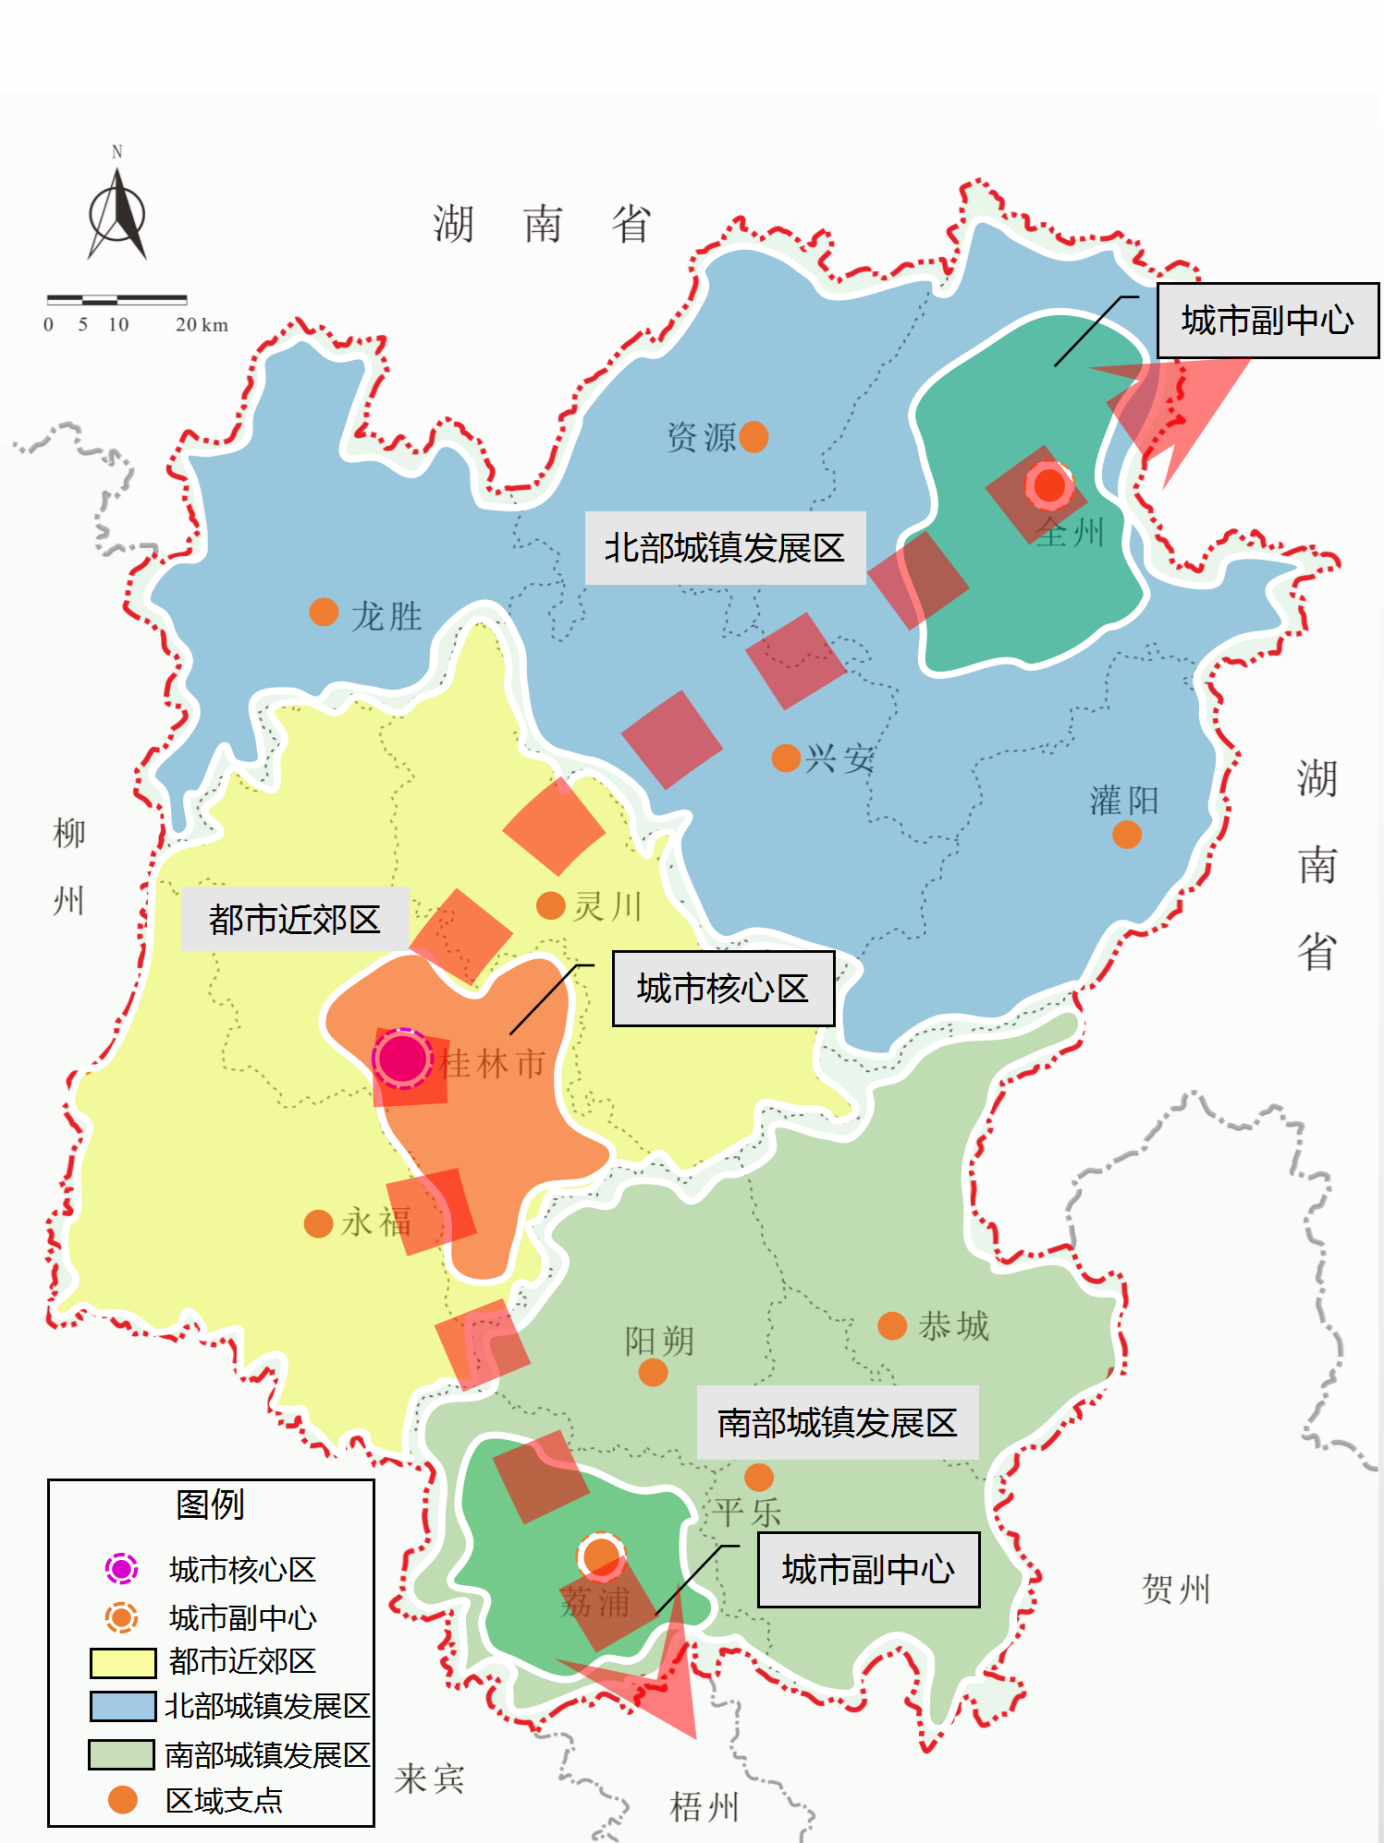 N
湖南省
0 5 10 20 km
城市副中心
资源
全州
北部城镇发展区
龙胜
兴安
灌阳
湖南省
柳州
都市近郊区
灵川
城市核心区
桂林市
永福
阳朔
恭城
南部城镇发展区
平乐
城市副中心
荔浦
贺州
来宾
梧州
图例
城市核心区
城市副中心
都市近郊区
北部城镇发展区
南部城镇发展区
区域支点